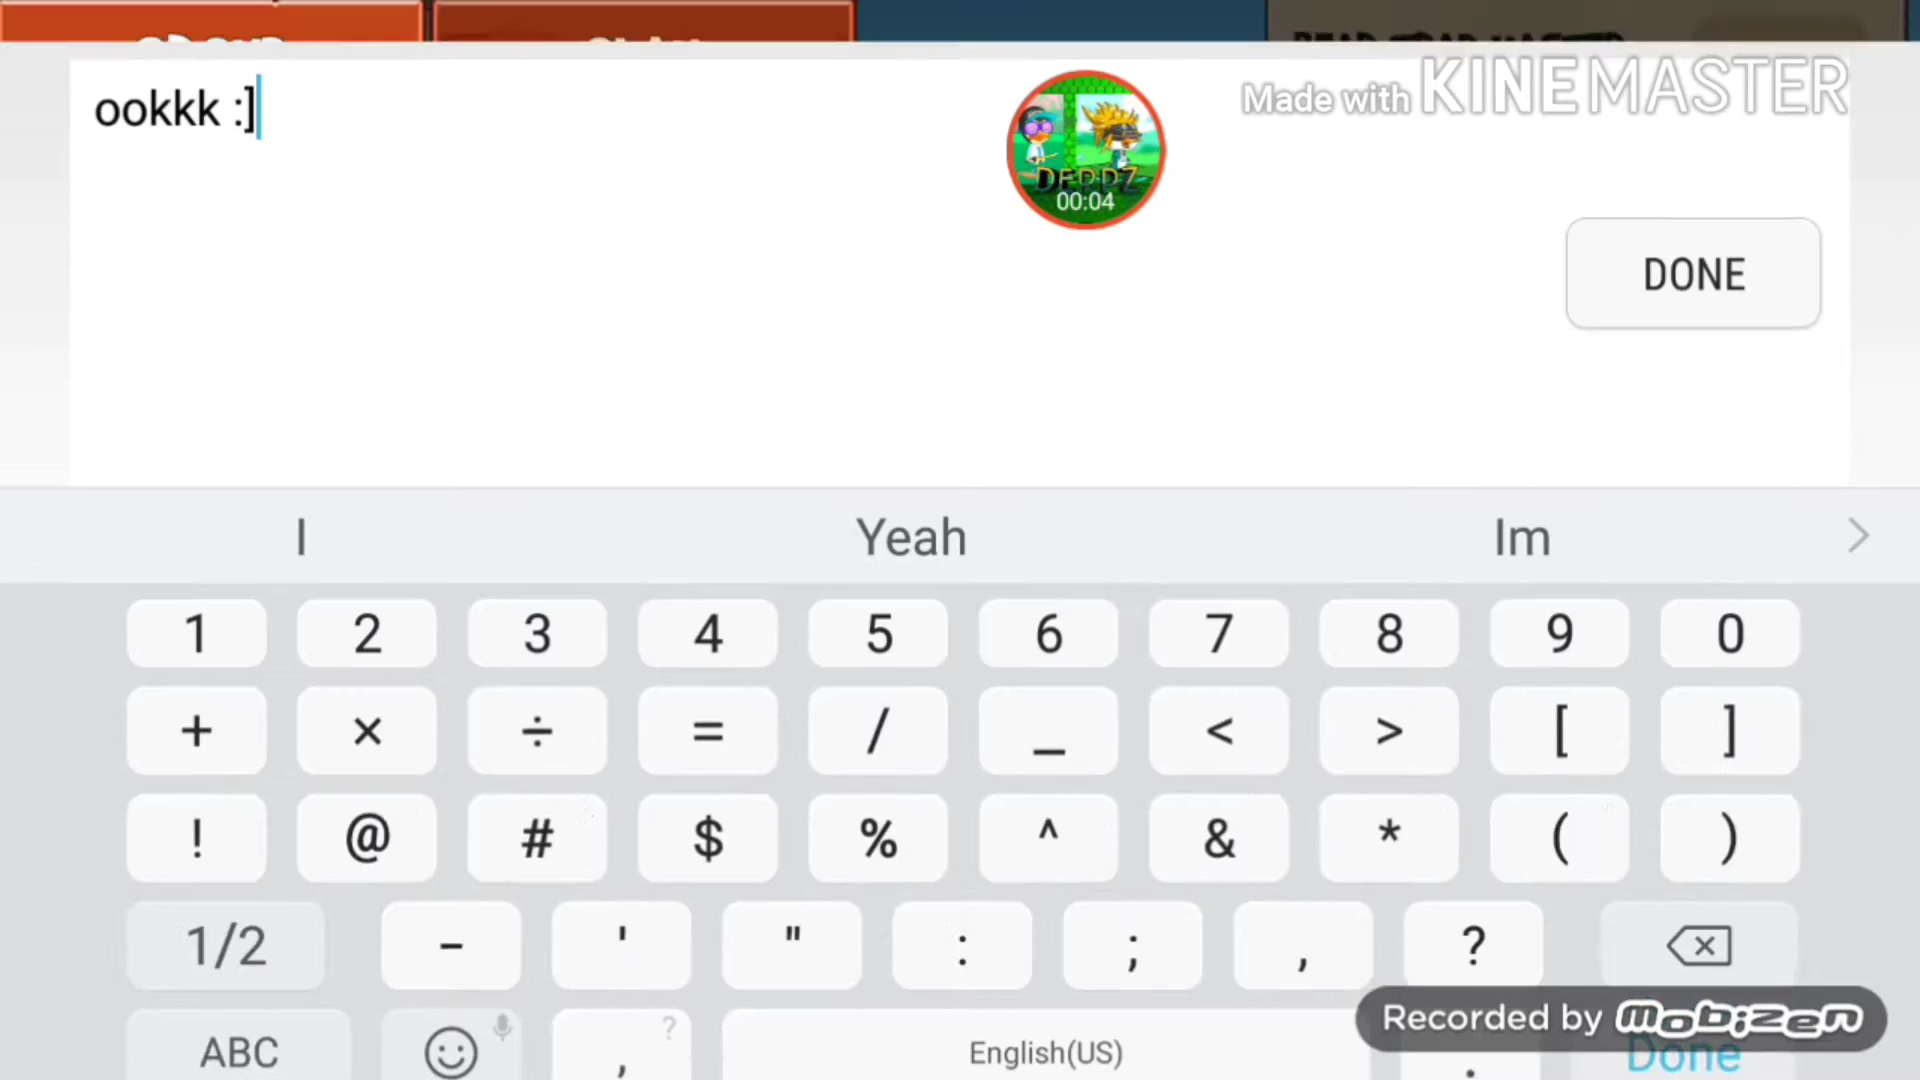 ookkk :]
Made with KINEMASTER
DERPZ
00:04
DONE
I Yeah Im
1 2 3 4 5 6 7 8 9 0
+ × ÷ = / _ < > [ ]
! @ # $ % ^ & * ( )
1/2 - ' " : ; , ?
Recorded by mobizen
ABC , ? English(US) . Done